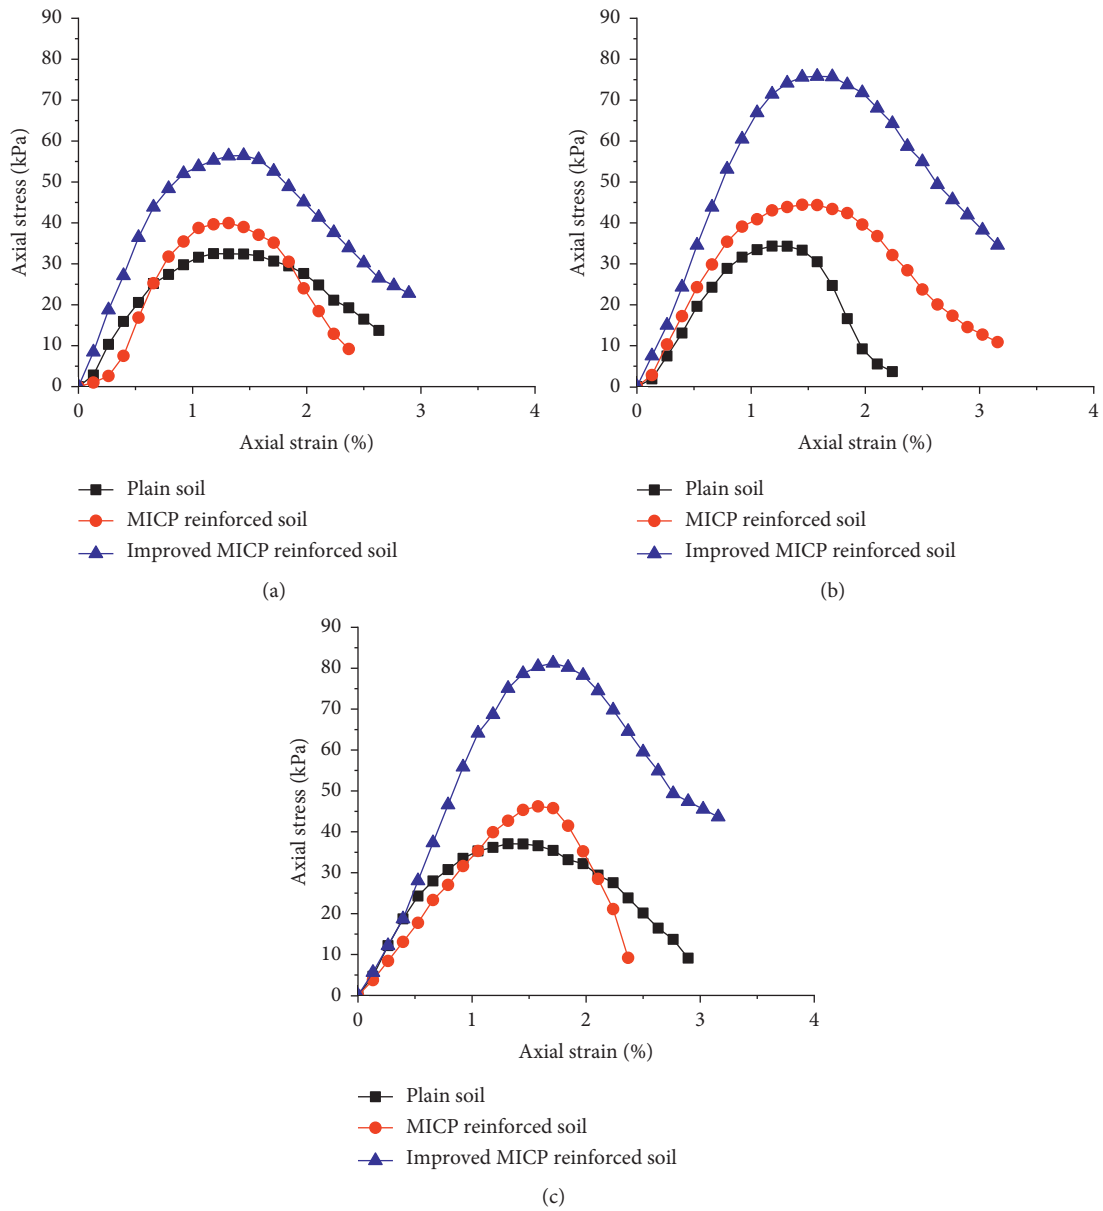 90
80
70
60
50
40
30
20
10
0
Axial stress (kPa)
0 1 2 3 4
Axial strain (%)
Plain soil
MICP reinforced soil
Improved MICP reinforced soil
(a)
90
80
70
60
50
40
30
20
10
0
Axial stress (kPa)
0 1 2 3 4
Axial strain (%)
Plain soil
MICP reinforced soil
Improved MICP reinforced soil
(b)
90
80
70
60
50
40
30
20
10
0
Axial stress (kPa)
0 1 2 3 4
Axial strain (%)
Plain soil
MICP reinforced soil
Improved MICP reinforced soil
(c)